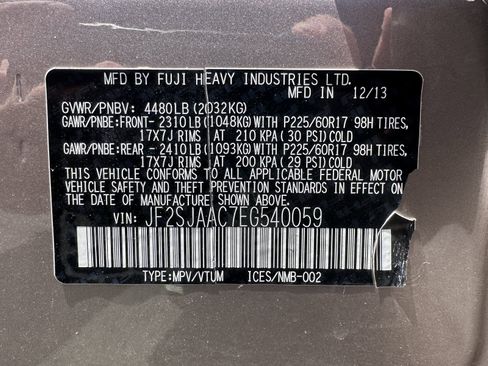 MFD BY FUJI HEAVY INDUSTRIES LTD.
MFD IN 12/13
GVWR/PNBV: 4480LB (2032KG)
GAWR/PNBE:FRONT- 2310LB (1048KG)WITH P225/60R17 98H TIRES,
17X7J RIMS AT 210 KPA (30 PSI) COLD
GAWR/PNBE:REAR - 2410LB (1093KG)WITH P225/60R17 98H TIRES,
17X7J RIMS AT 200 KPA (29 PSI) COLD
THIS VEHICLE CONFORMS TO ALL APPLICABLE FEDERAL MOTOR
VEHICLE SAFETY, BUMPER, AND THEFT PREVENTION STANDARDS
IN EFFECT ON THE DATE OF MANUFACTURE SHOWN ABOVE.
VIN: JF2SJAAC7EG540059
TYPE:MPV/VTUM ICES/NMB-002